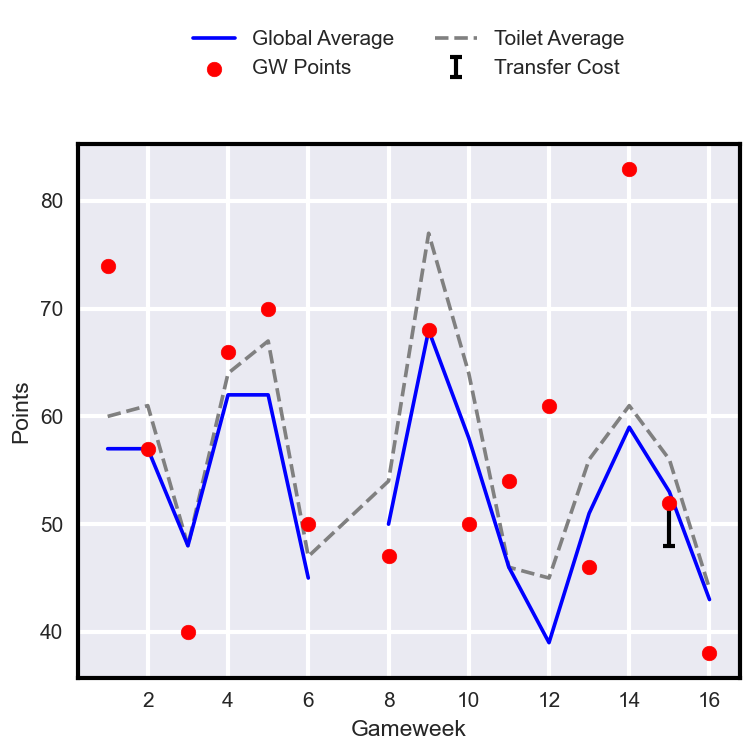 Global Average
Toilet Average
GW Points
Transfer Cost
80
70
60
50
40
Points
2 4 6 8 10 12 14 16
Gameweek